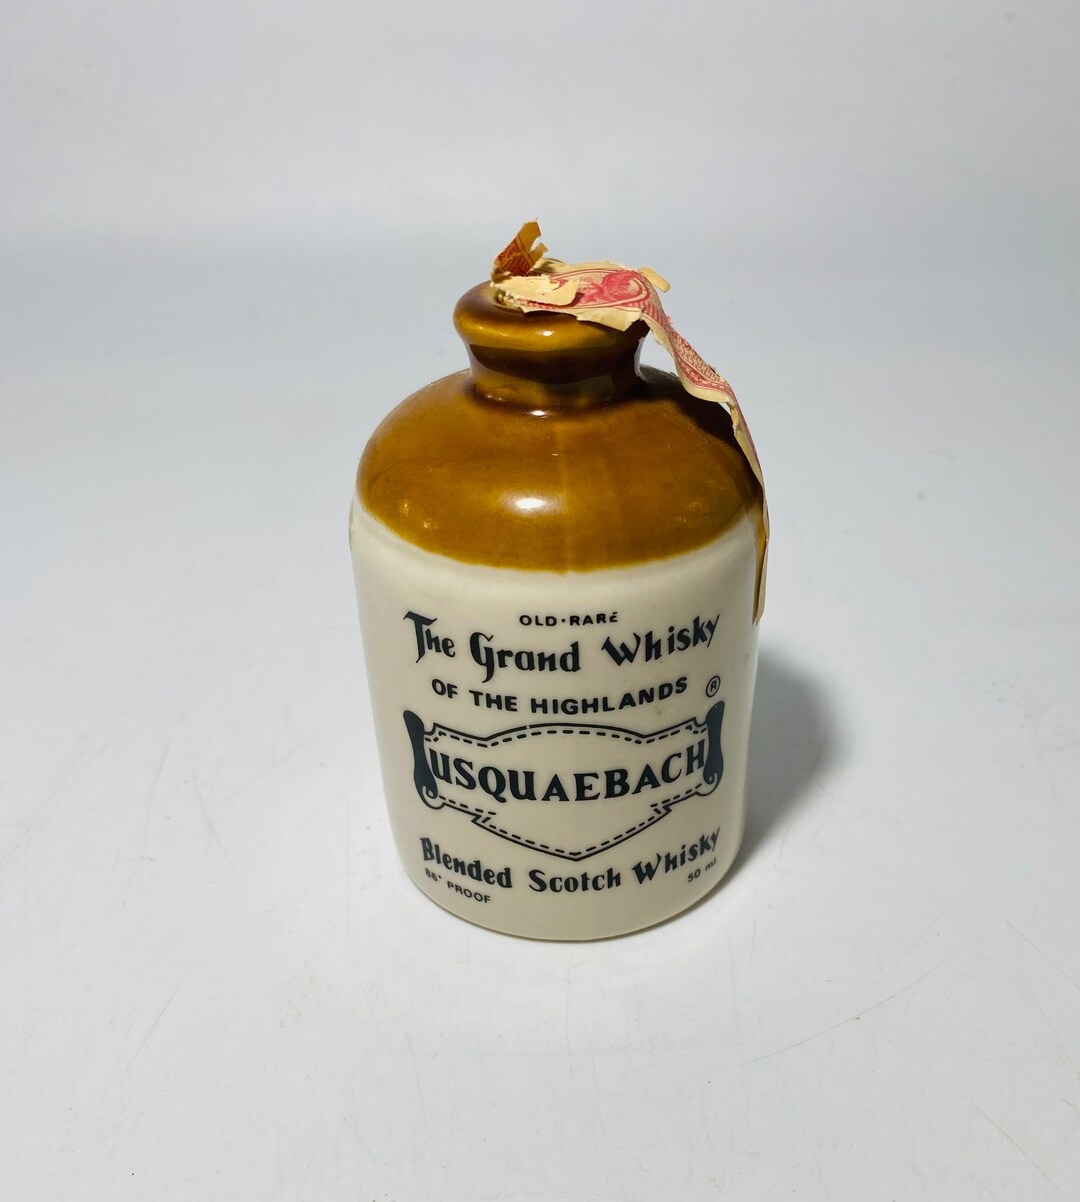 OLD·RARE
The Grand Whisky
OF THE HIGHLANDS ®
USQUAEBACH
Blended Scotch Whisky
86° PROOF
50 ml